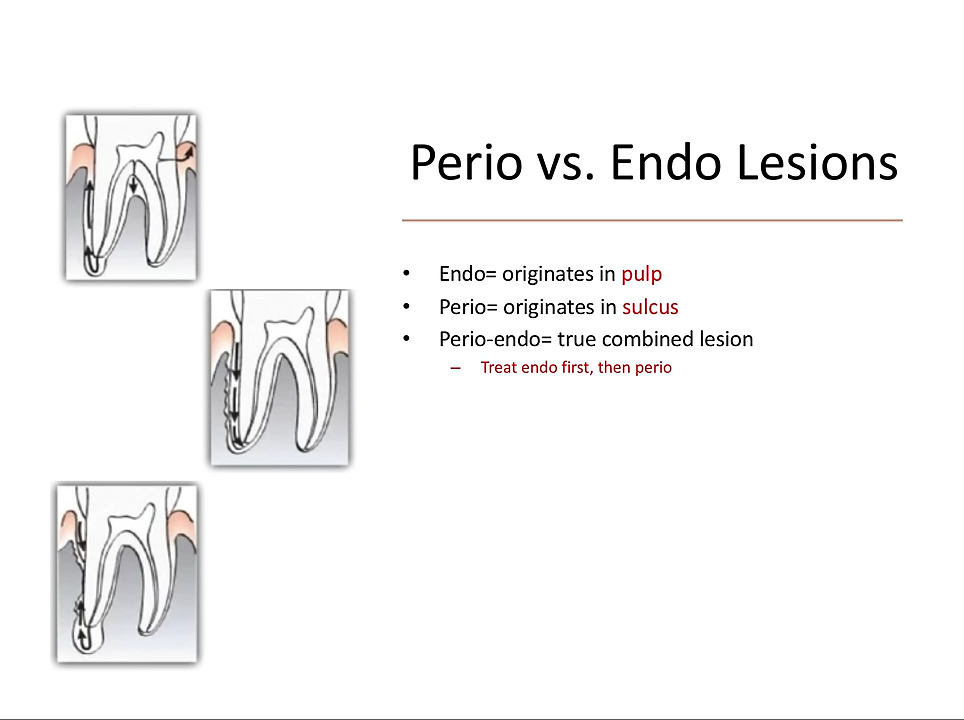 Perio vs. Endo Lesions
• Endo= originates in pulp
• Perio= originates in sulcus
• Perio-endo= true combined lesion
– Treat endo first, then perio